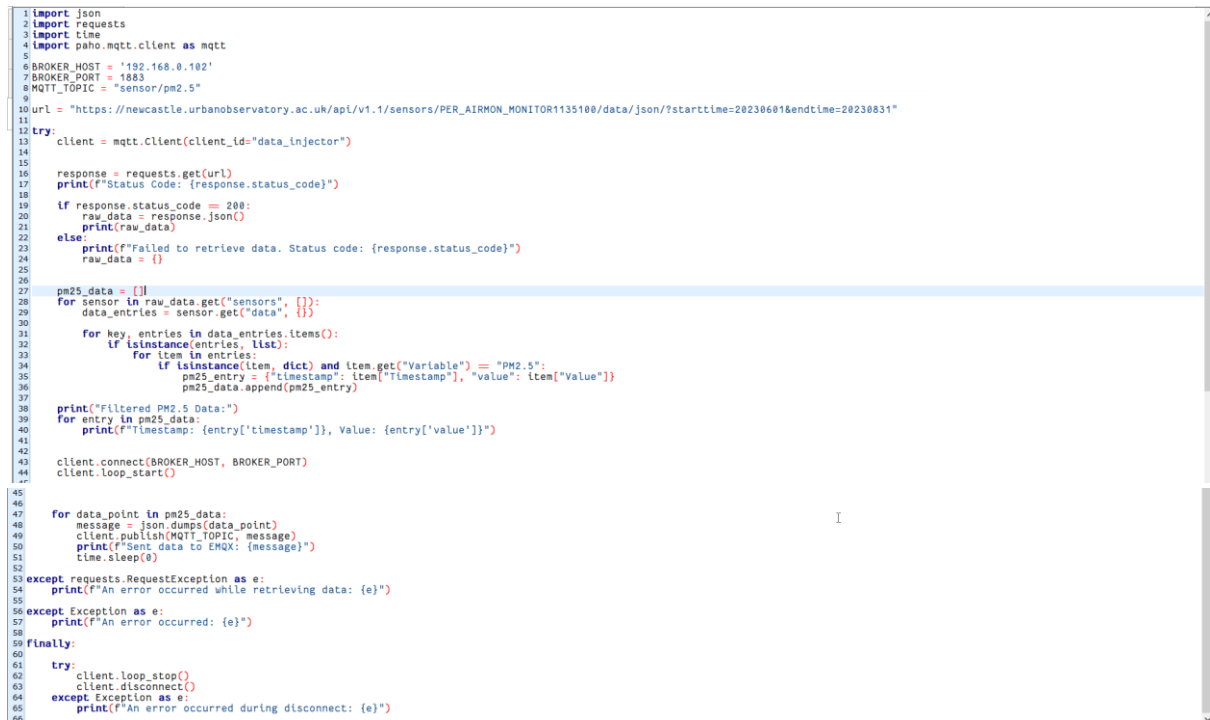 1 import json
2 import requests
3 import time
4 import paho.mqtt.client as mqtt
5
6 BROKER_HOST = '192.168.0.102'
7 BROKER_PORT = 1883
8 MQTT_TOPIC = "sensor/pm2.5"
9
10 url = "https://newcastle.urbanobservatory.ac.uk/api/v1.1/sensors/PER_AIRMON_MONITOR1135100/data/json/?starttime=20230601&endtime=20230831"
11
12 try:
13     client = mqtt.Client(client_id="data_injector")
14
15
16     response = requests.get(url)
17     print(f"Status Code: {response.status_code}")
18
19     if response.status_code == 200:
20         raw_data = response.json()
21         print(raw_data)
22     else:
23         print(f"Failed to retrieve data. Status code: {response.status_code}")
24         raw_data = {}
25
26
27     pm25_data = []
28     for sensor in raw_data.get("sensors", []):
29         data_entries = sensor.get("data", {})
30
31         for key, entries in data_entries.items():
32             if isinstance(entries, list):
33                 for item in entries:
34                     if isinstance(item, dict) and item.get("Variable") == "PM2.5":
35                         pm25_entry = {"timestamp": item["Timestamp"], "value": item["Value"]}
36                         pm25_data.append(pm25_entry)
37
38     print("Filtered PM2.5 Data:")
39     for entry in pm25_data:
40         print(f"Timestamp: {entry['timestamp']}, Value: {entry['value']}")
41
42
43     client.connect(BROKER_HOST, BROKER_PORT)
44     client.loop_start()
45
46
47     for data_point in pm25_data:
48         message = json.dumps(data_point)
49         client.publish(MQTT_TOPIC, message)
50         print(f"Sent data to EMQX: {message}")
51         time.sleep(0)
52
53 except requests.RequestException as e:
54     print(f"An error occurred while retrieving data: {e}")
55
56 except Exception as e:
57     print(f"An error occurred: {e}")
58
59 finally:
60
61     try:
62         client.loop_stop()
63         client.disconnect()
64     except Exception as e:
65         print(f"An error occurred during disconnect: {e}")
66